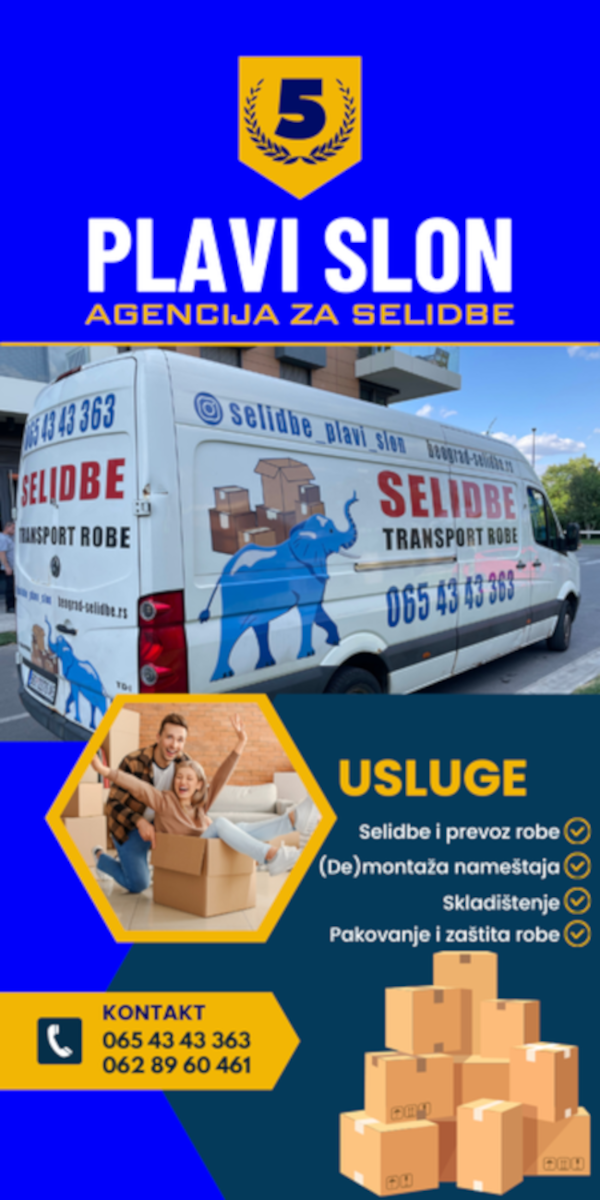 5
PLAVI SLON
AGENCIJA ZA SELIDBE
065 43 43 363
SELIDBE
TRANSPORT ROBE
beograd-selidbe.rs
selidbe_plavi_slon
beograd-selidbe.rs
SELIDBE
TRANSPORT ROBE
065 43 43 363
USLUGE
Selidbe i prevoz robe
(De)montaža nameštaja
Skladištenje
Pakovanje i zaštita robe
KONTAKT
065 43 43 363
062 89 60 461